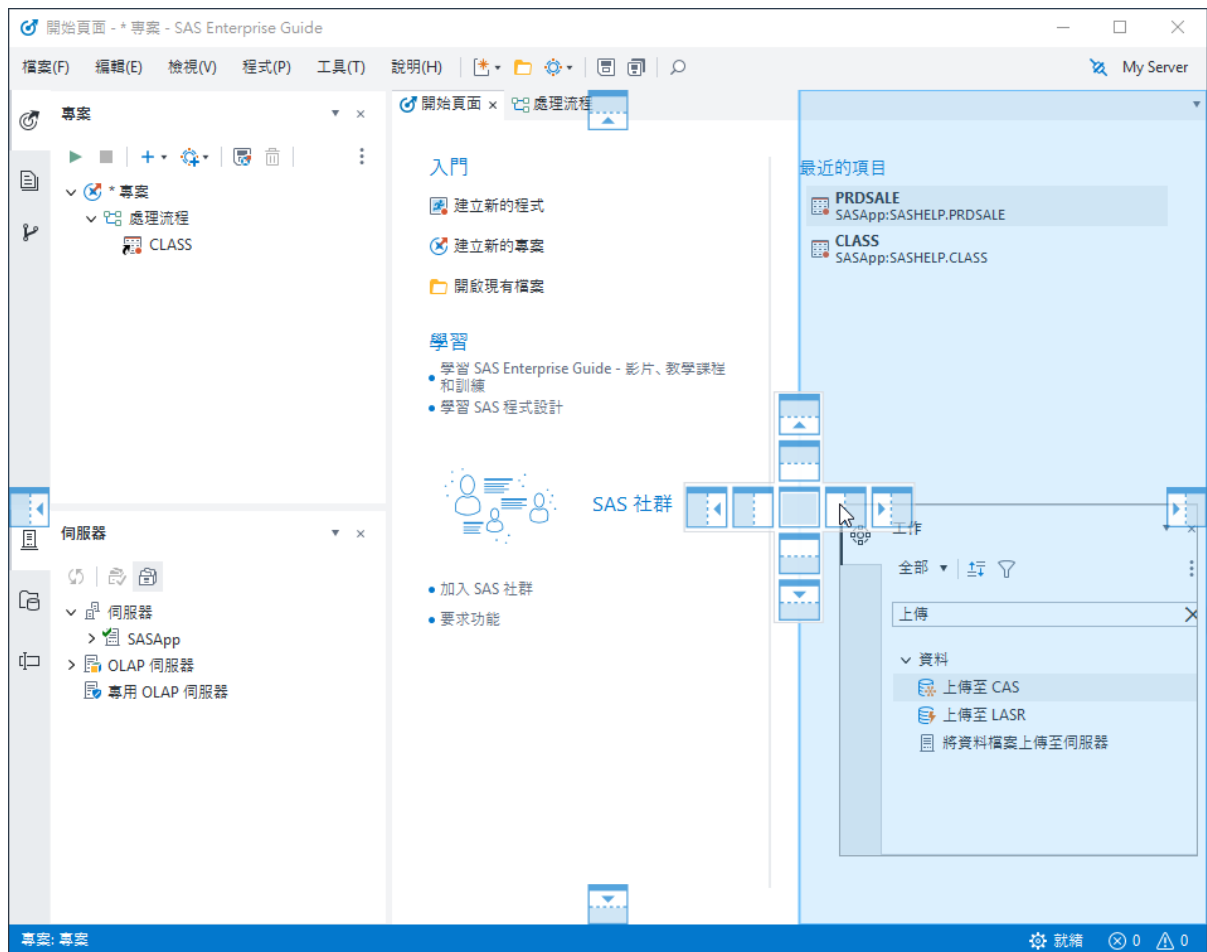 開始頁面 - * 專案 - SAS Enterprise Guide
檔案(F) 編輯(E) 檢視(V) 程式(P) 工具(T) 說明(H) My Server
專案
* 專案
處理流程
CLASS
伺服器
伺服器
SASApp
OLAP 伺服器
專用 OLAP 伺服器
開始頁面 處理流程
入門
建立新的程式
建立新的專案
開啟現有檔案
學習
學習 SAS Enterprise Guide - 影片、教學課程
和訓練
學習 SAS 程式設計
SAS 社群
加入 SAS 社群
要求功能
最近的項目
PRDSALE
SASApp:SASHELP.PRDSALE
CLASS
SASApp:SASHELP.CLASS
工作
全部
上傳
資料
上傳至 CAS
上傳至 LASR
將資料檔案上傳至伺服器
專案: 專案 就緒 0 0